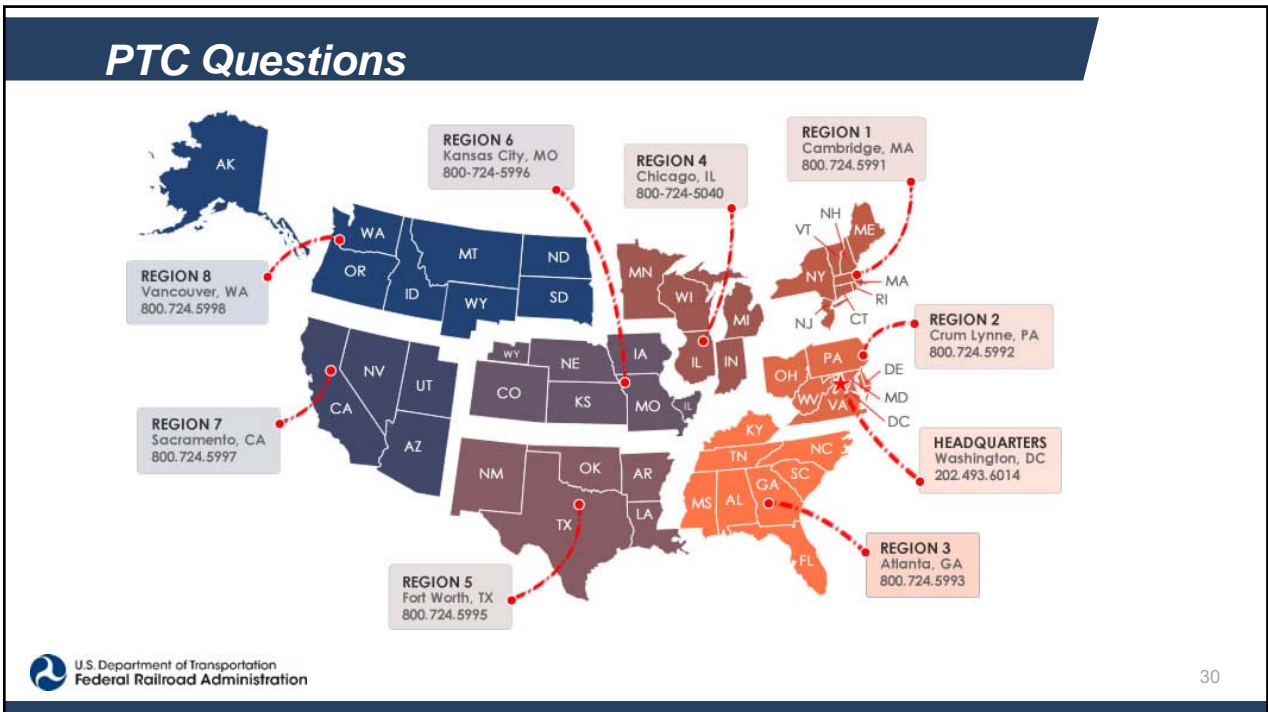 PTC Questions
AK
REGION 6
Kansas City, MO
800-724-5996
REGION 4
Chicago, IL
800-724-5040
REGION 1
Cambridge, MA
800.724.5991
REGION 8
Vancouver, WA
800.724.5998
WA
OR
ID
MT
WY
ND
SD
MN
WI
MI
IL
IN
NH
VT
ME
NY
MA
RI
CT
NJ
REGION 2
Crum Lynne, PA
800.724.5992
PA
OH
WV
VA
DE
MD
DC
REGION 7
Sacramento, CA
800.724.5997
CA
NV
UT
AZ
WY
NE
IA
CO
KS
MO
IL
HEADQUARTERS
Washington, DC
202.493.6014
NM
OK
AR
TX
LA
KY
TN
NC
SC
MS
AL
GA
FL
REGION 5
Fort Worth, TX
800.724.5995
REGION 3
Atlanta, GA
800.724.5993
U.S. Department of Transportation
Federal Railroad Administration
30